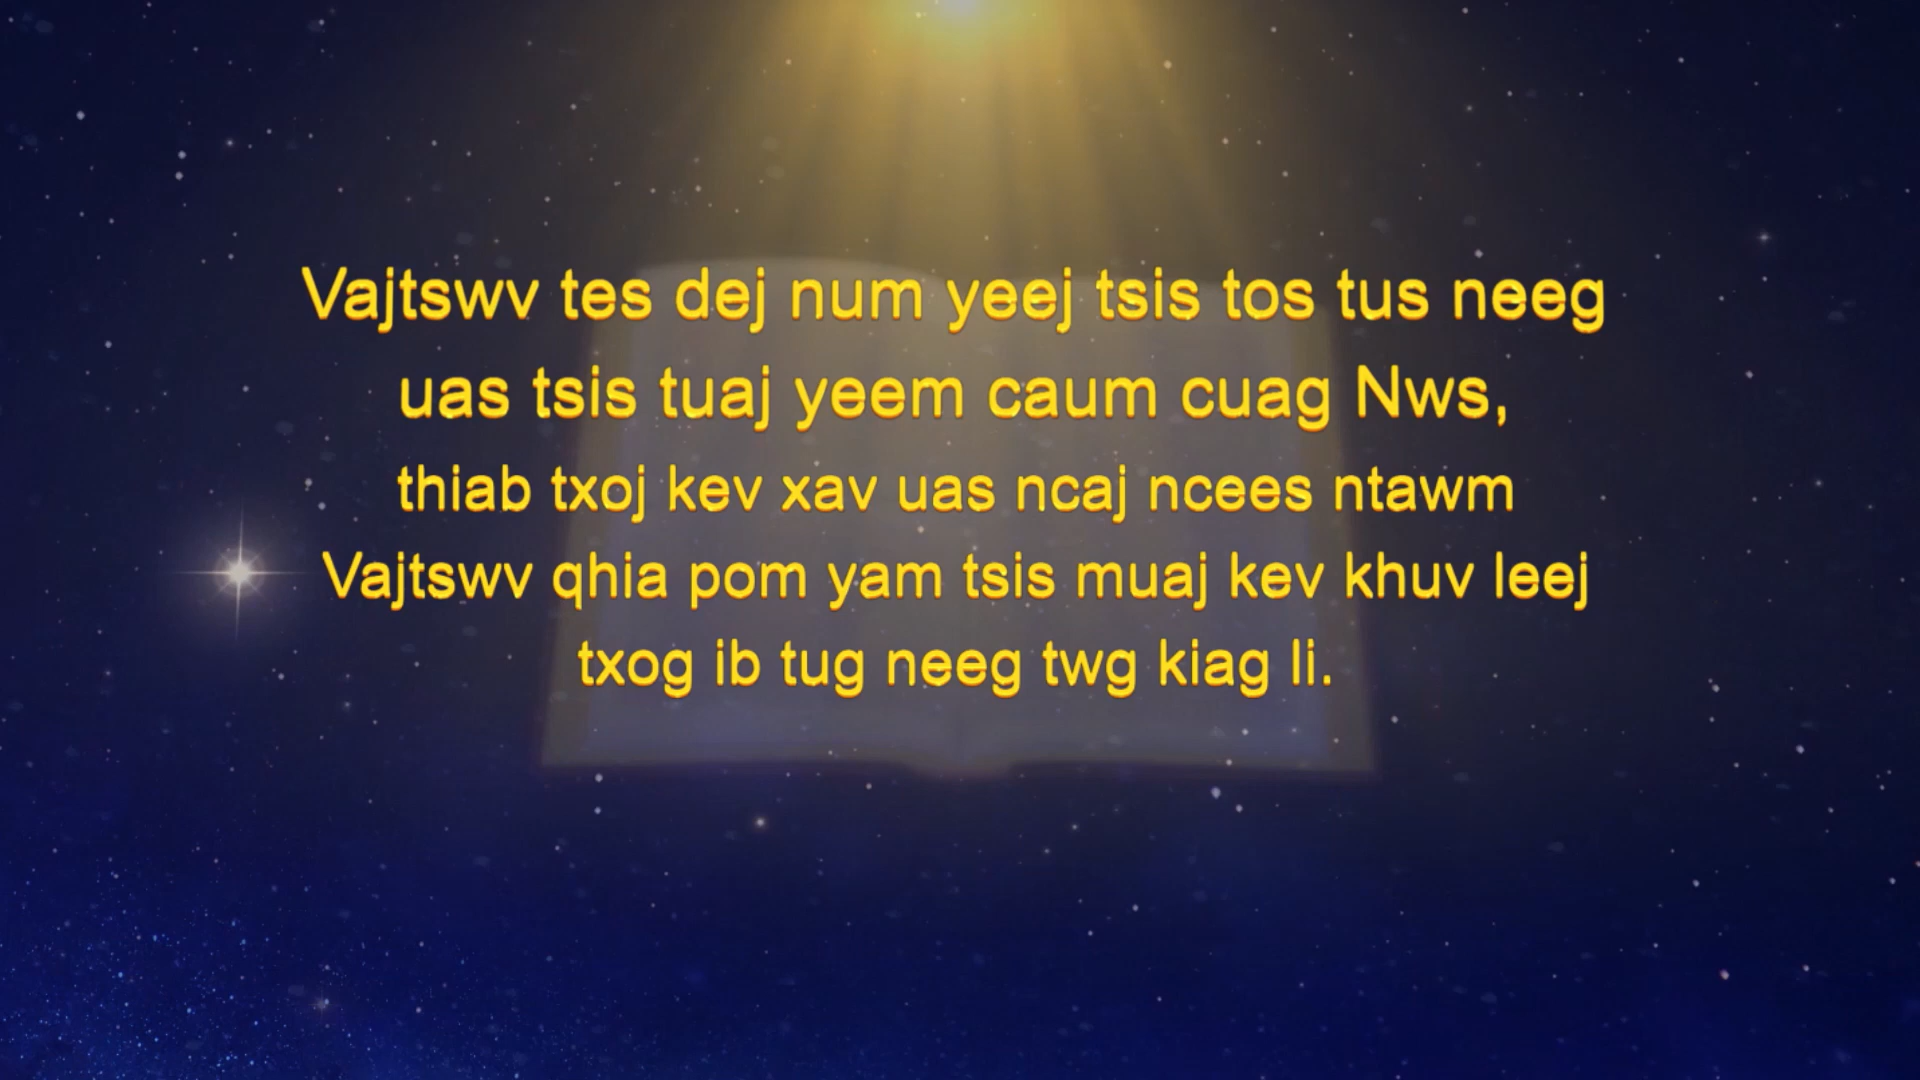 Vajtswv tes dej num yeej tsis tos tus neeg
uas tsis tuaj yeem caum cuag Nws,
thiab txoj kev xav uas ncaj ncees ntawm
Vajtswv qhia pom yam tsis muaj kev khuv leej
txog ib tug neeg twg kiag li.